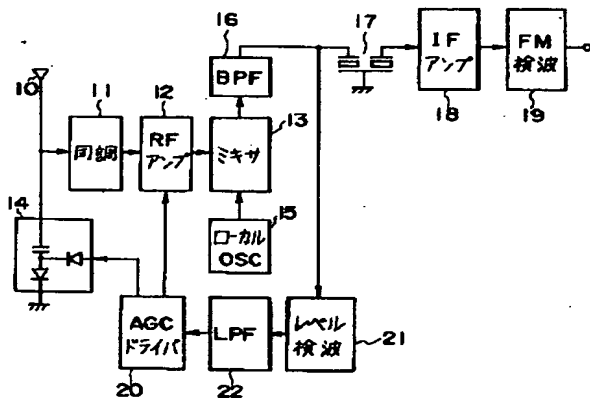 16
BPF
17
IF
アンプ
18
FM
検波
19
10
11
同調
12
RF
アンプ
13
ミキサ
14
15
ローカル
OSC
AGC
ドライバ
20
LPF
22
レベル
検波
21